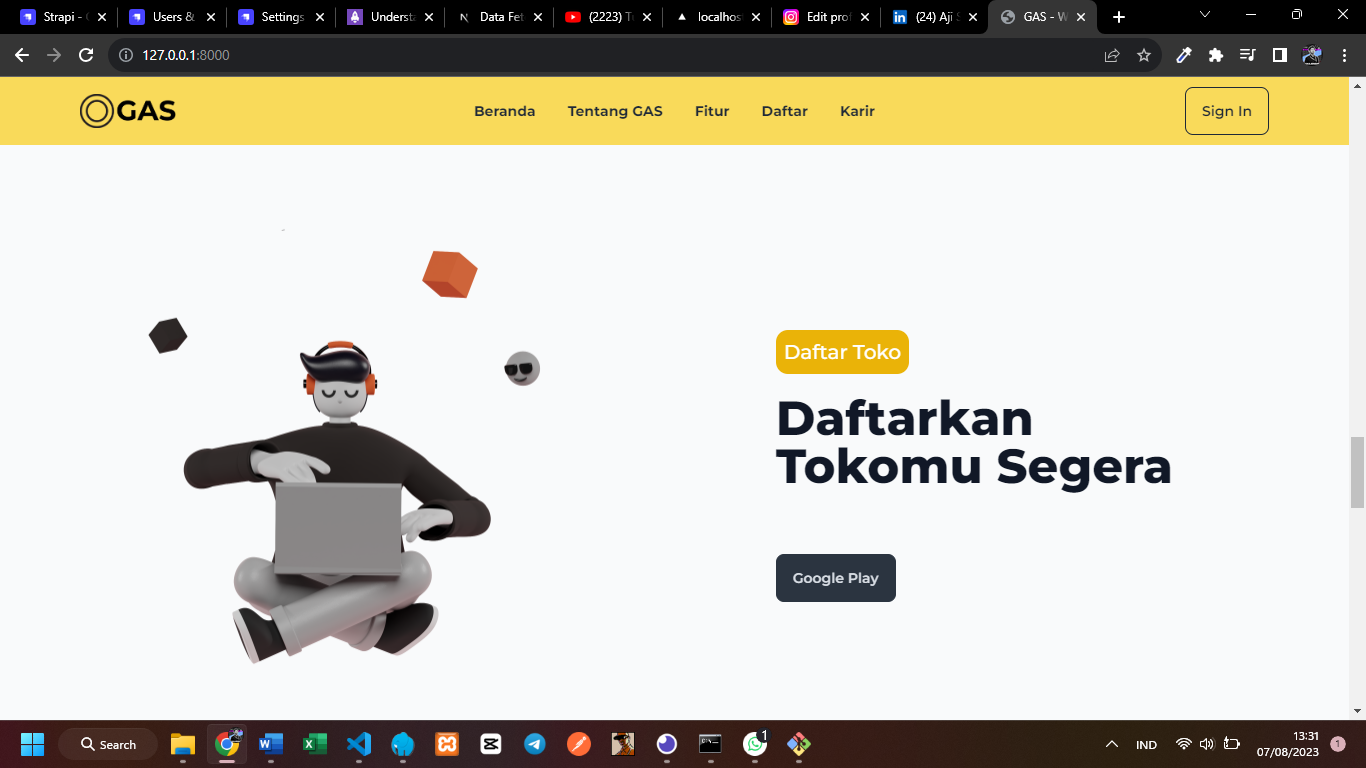 Strapi - C
Users &
Settings
Underst
Data Fet
(2223) T
localhos
Edit prof
(24) Aji S
GAS - W
127.0.0.1:8000
GAS
Beranda
Tentang GAS
Fitur
Daftar
Karir
Sign In
Daftar Toko
Daftarkan
Tokomu Segera
Google Play
Search
1
IND
13:31
07/08/2023
1